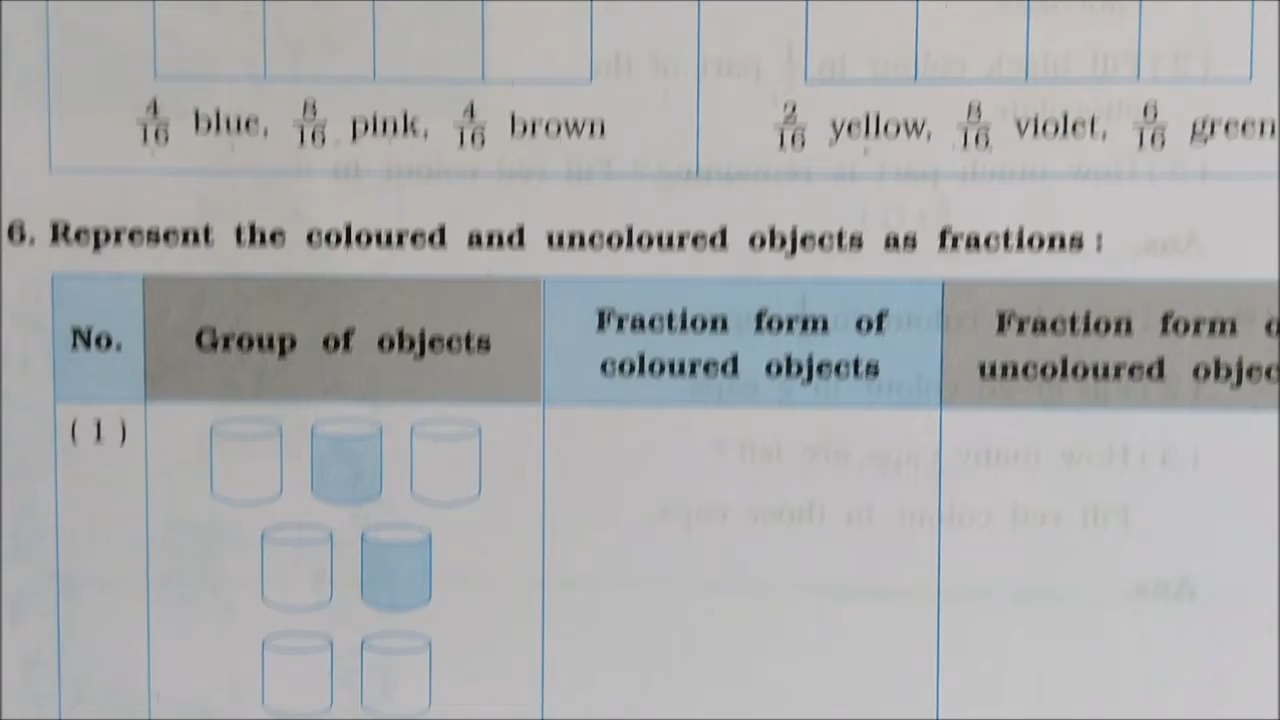 4/16 blue, 8/16 pink, 4/16 brown
2/16 yellow, 8/16 violet, 6/16 green
6. Represent the coloured and uncoloured objects as fractions :
No.
Group of objects
Fraction form of
coloured objects
Fraction form
uncoloured
( 1 )